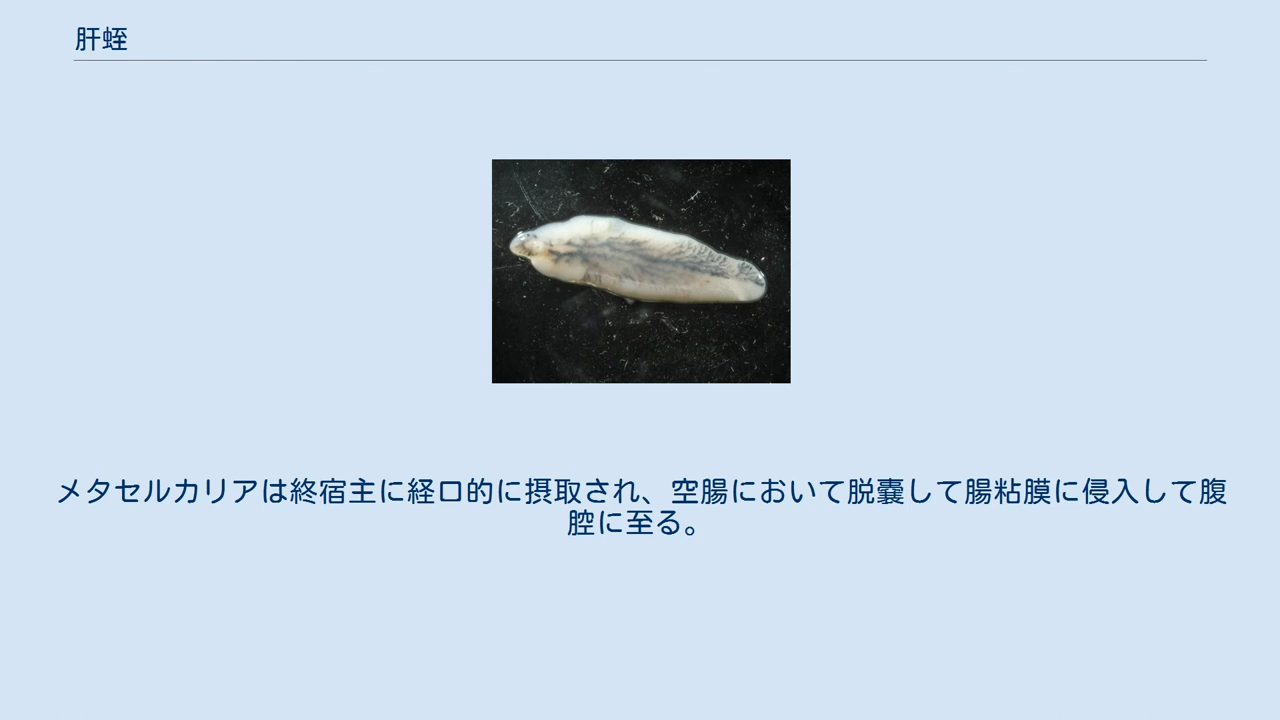 肝蛭
メタセルカリアは終宿主に経口的に摂取され、空腸において脱嚢して腸粘膜に侵入して腹
腔に至る。